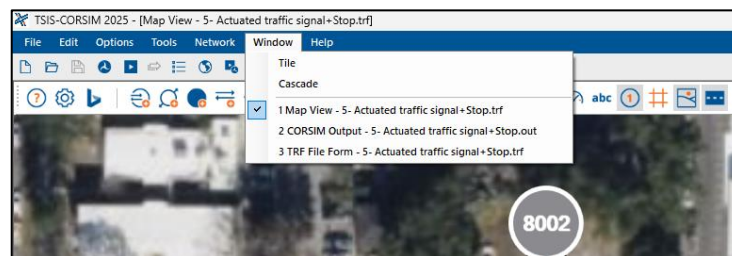 TSIS-CORSIM 2025 - [Map View - 5- Actuated traffic signal+Stop.trf]
File Edit Options Tools Network Window Help
Tile
Cascade
abc 1
1 Map View - 5- Actuated traffic signal+Stop.trf
2 CORSIM Output - 5- Actuated traffic signal+Stop.out
3 TRF File Form - 5- Actuated traffic signal+Stop.trf
8002